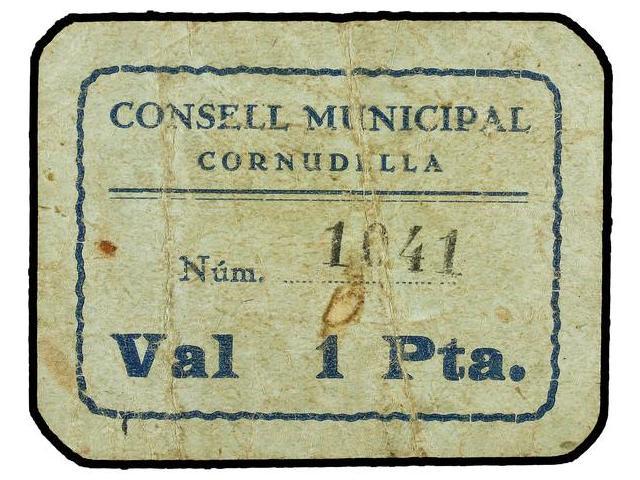 CONSELL MUNICIPAL
CORNUDELLA
Núm. 1041
Val 1 Pta.